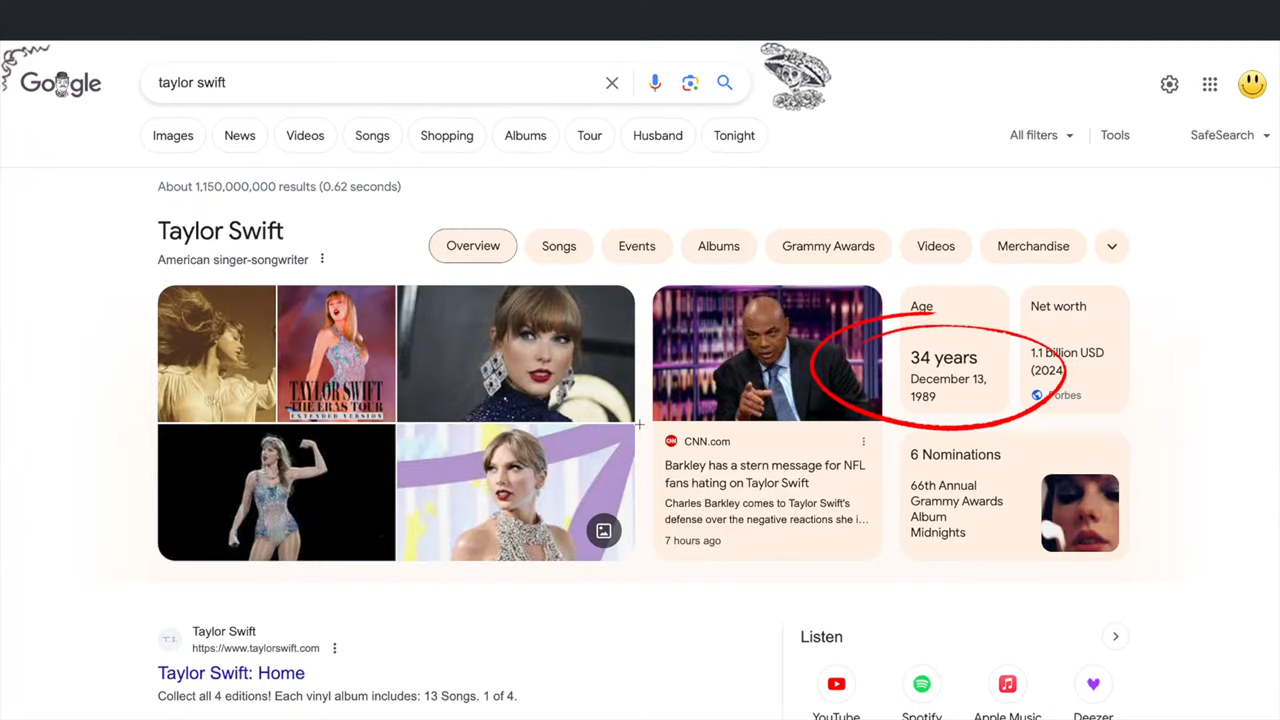 Google
taylor swift
Images
News
Videos
Songs
Shopping
Albums
Tour
Husband
Tonight
All filters
Tools
SafeSearch
About 1,150,000,000 results (0.62 seconds)
Taylor Swift
American singer-songwriter
Overview
Songs
Events
Albums
Grammy Awards
Videos
Merchandise
TAYLOR SWIFT
THE ERAS TOUR
EXTENDED VERSION
CNN
CNN.com
Barkley has a stern message for NFL
fans hating on Taylor Swift
Charles Barkley comes to Taylor Swift's
defense over the negative reactions she i...
7 hours ago
Age
34 years
December 13,
1989
Net worth
1.1 billion USD
(2024)
Forbes
6 Nominations
66th Annual
Grammy Awards
Album
Midnights
Taylor Swift
https://www.taylorswift.com
Taylor Swift: Home
Collect all 4 editions! Each vinyl album includes: 13 Songs. 1 of 4.
Listen
YouTube
Spotify
Apple Music
Deezer